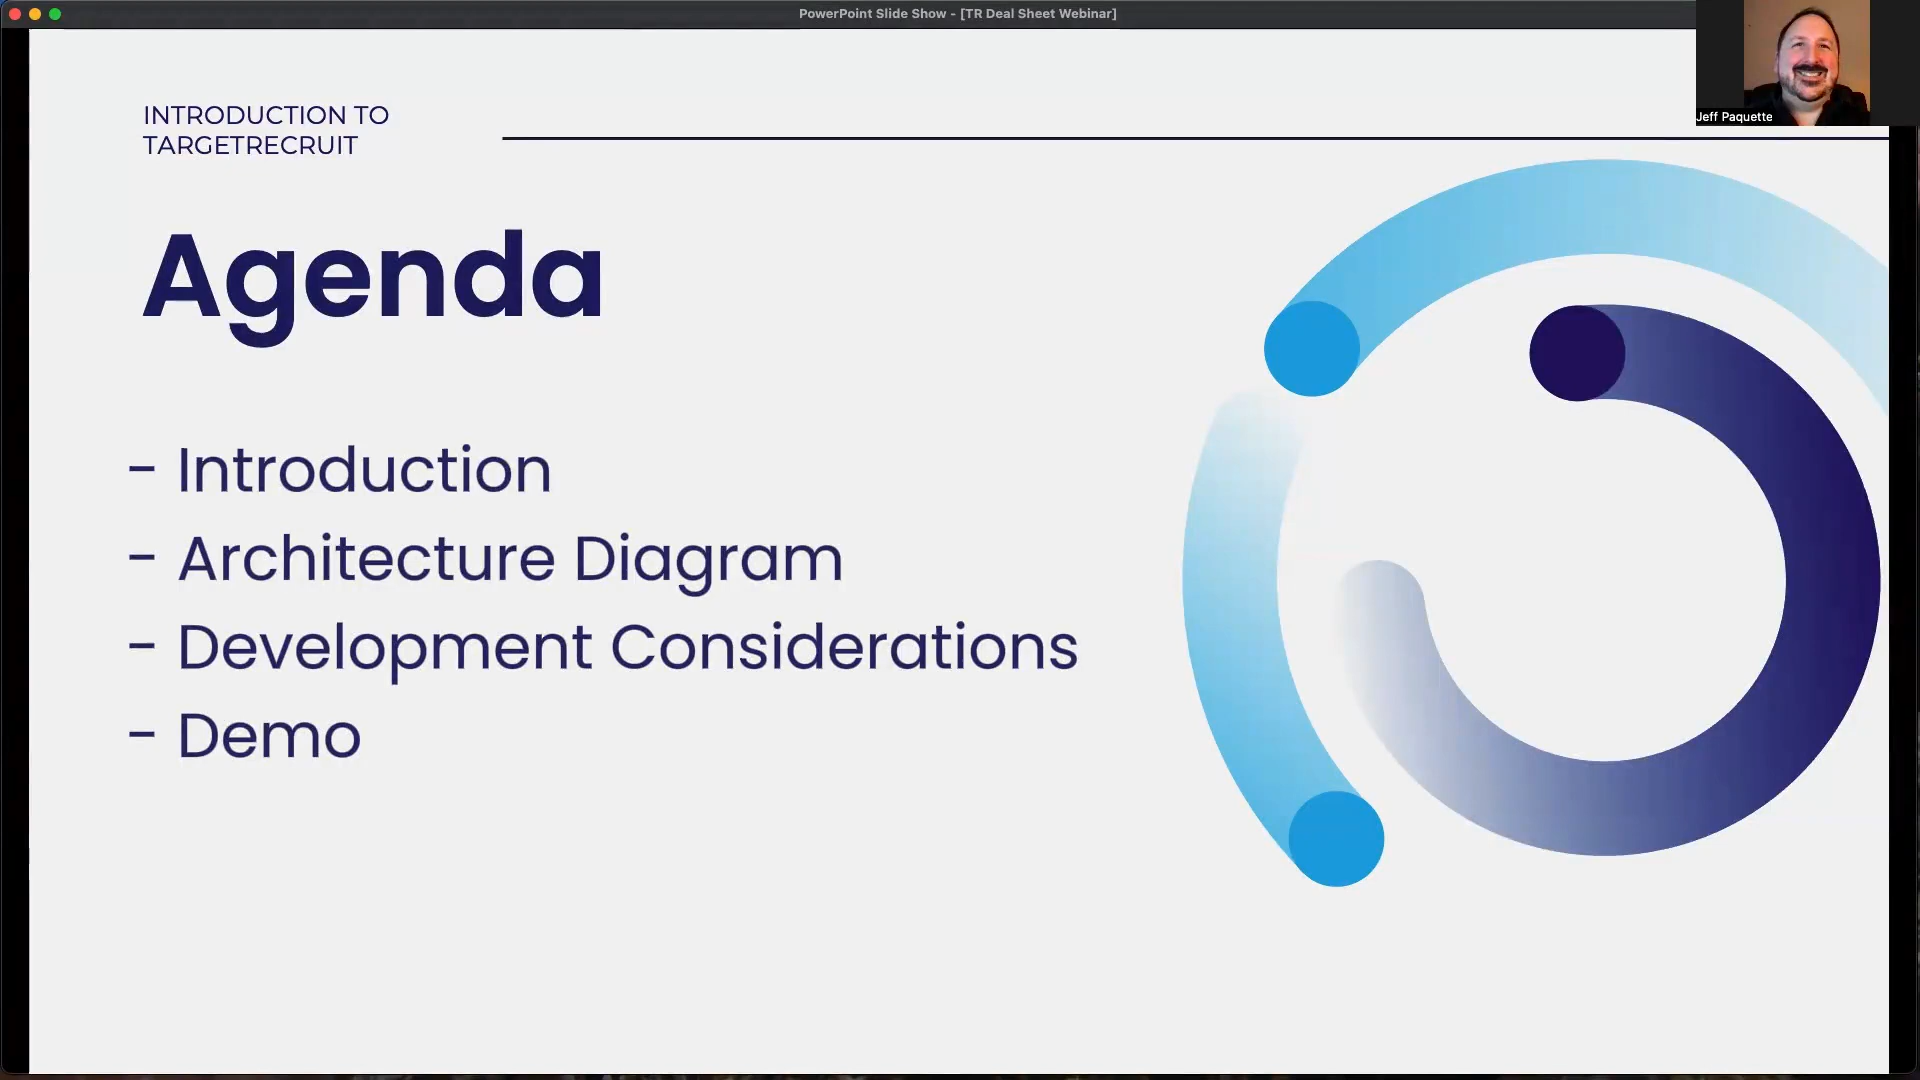 PowerPoint Slide Show - [TR Deal Sheet Webinar]
Jeff Paquette
INTRODUCTION TO
TARGETRECRUIT
Agenda
- Introduction
- Architecture Diagram
- Development Considerations
- Demo